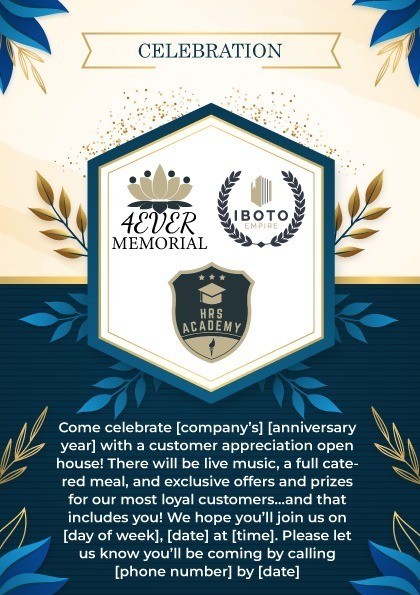 CELEBRATION
4EVER
MEMORIAL
IBOTO
EMPIRE
HRS
ACADEMY
Come celebrate [company's] [anniversary
year] with a customer appreciation open
house! There will be live music, a full cate-
red meal, and exclusive offers and prizes
for our most loyal customers...and that
includes you! We hope you'll join us on
[day of week], [date] at [time]. Please let
us know you'll be coming by calling
[phone number] by [date]